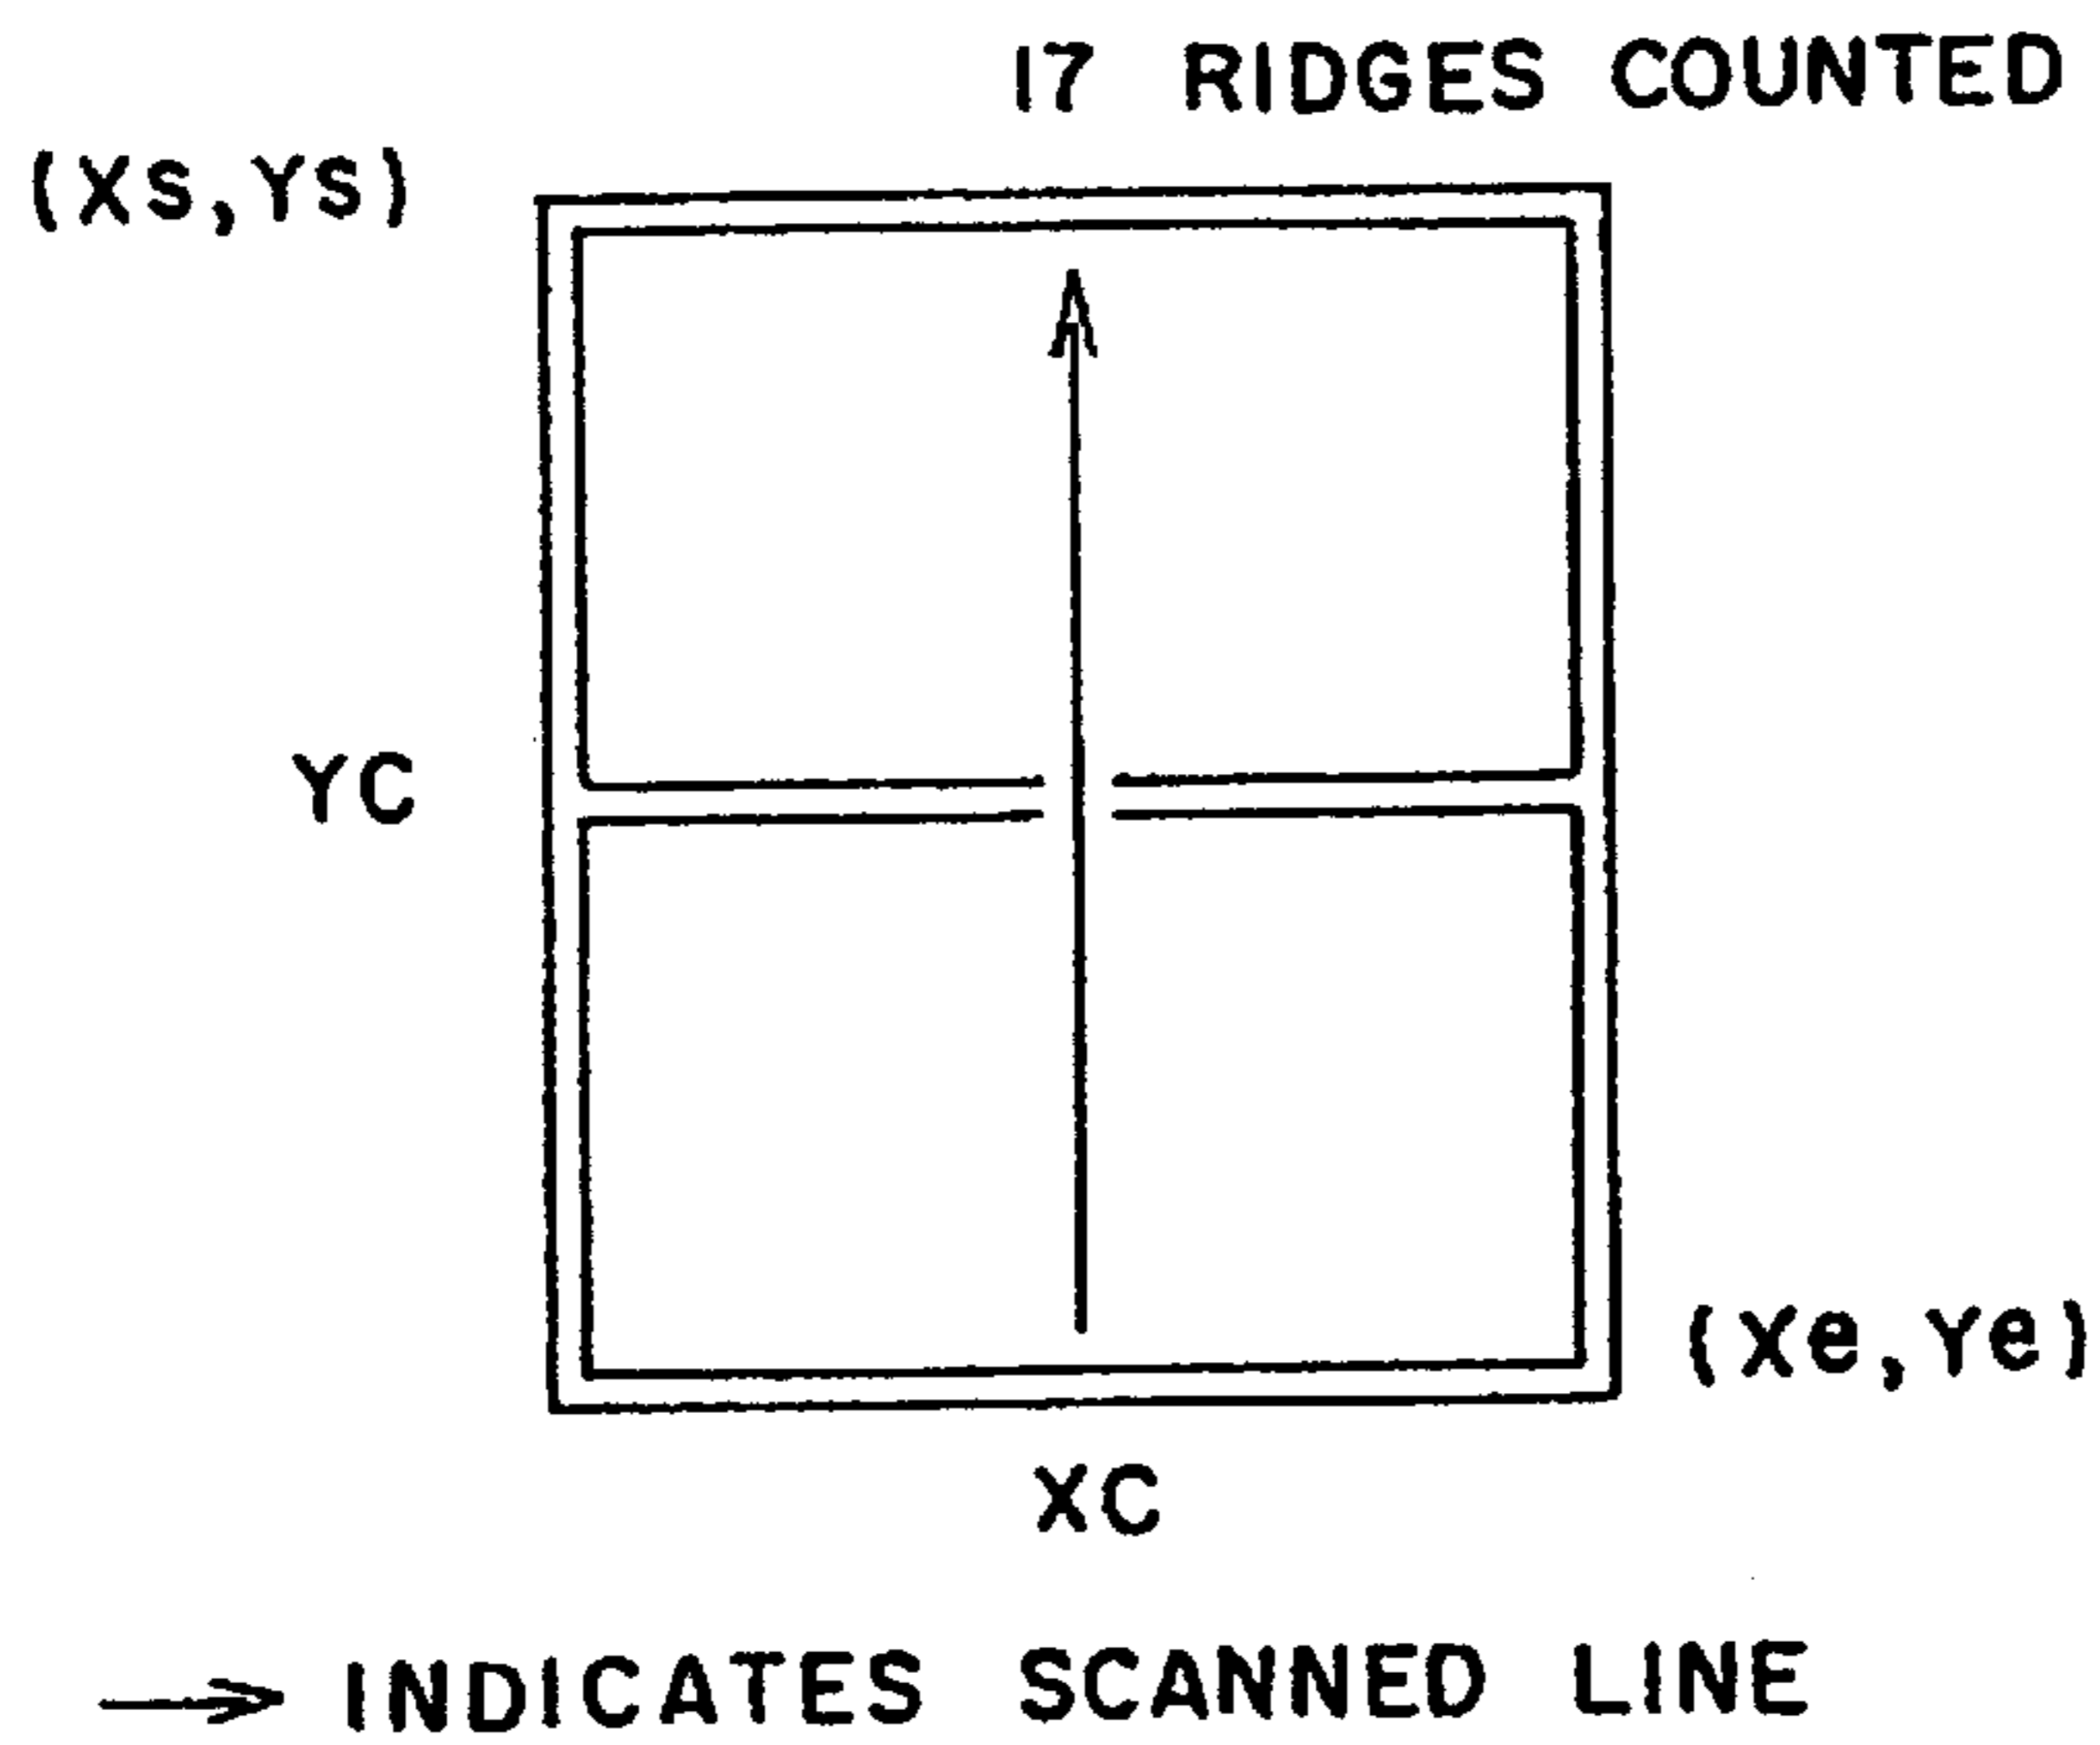 17 RIDGES COUNTED
(Xs,Ys)
YC
(Xe,Ye)
XC
INDICATES SCANNED LINE